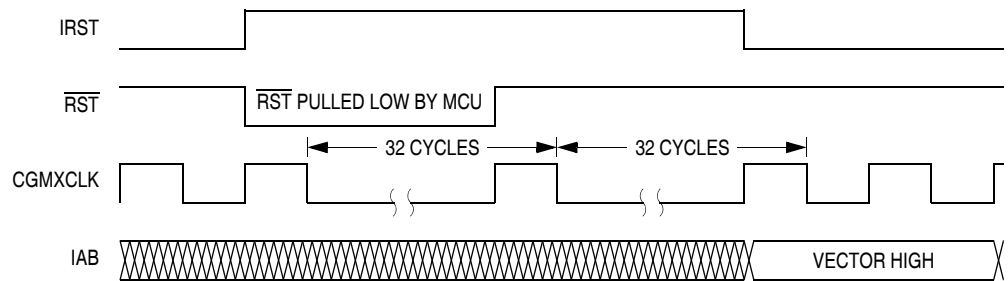 IRST
RST
RST PULLED LOW BY MCU
32 CYCLES
32 CYCLES
CGMXCLK
IAB
VECTOR HIGH